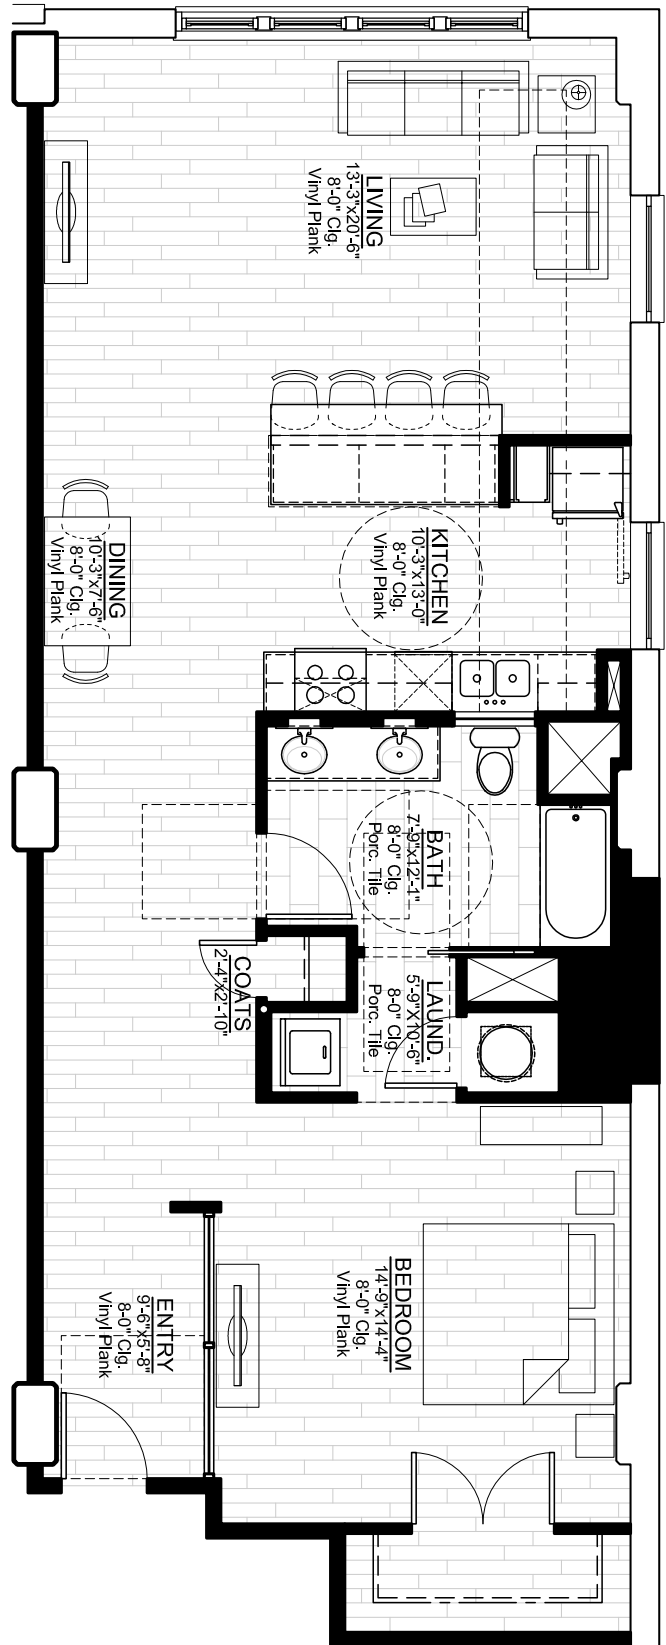 LIVING
13'-3"x20'-6"
8'-0" Clg.
Vinyl Plank
KITCHEN
10'-3"x13'-0"
8'-0" Clg.
Vinyl Plank
DINING
10'-3"x7'-6"
8'-0" Clg.
Vinyl Plank
BATH
7'-9"x12'-1"
8'-0" Clg.
Porc. Tile
COATS
2'-4"x2'-10"
LAUND.
5'-9"X10'-6"
8-0" Clg.
Porc. Tile
BEDROOM
14'-9"x14'-4"
8'-0" Clg.
Vinyl Plank
ENTRY
9'-6"x5'-8"
8-0" Clg.
Vinyl Plank